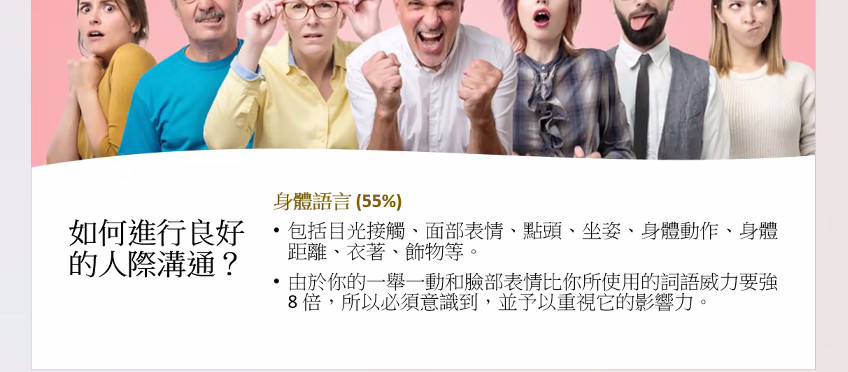 如何進行良好
的人際溝通？
身體語言 (55%)
• 包括目光接觸、面部表情、點頭、坐姿、身體動作、身體
距離、衣著、飾物等。
• 由於你的一舉一動和臉部表情比你所使用的詞語威力要強
8 倍，所以必須意識到，並予以重視它的影響力。